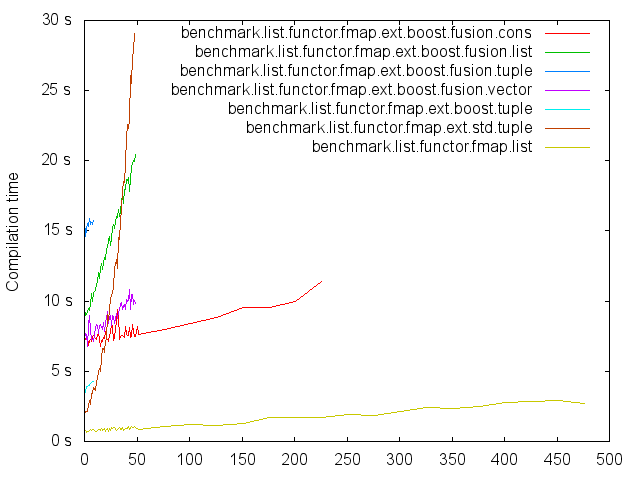 30 s
25 s
20 s
15 s
10 s
5 s
0 s
Compilation time
benchmark.list.functor.fmap.ext.boost.fusion.cons
benchmark.list.functor.fmap.ext.boost.fusion.list
benchmark.list.functor.fmap.ext.boost.fusion.tuple
benchmark.list.functor.fmap.ext.boost.fusion.vector
benchmark.list.functor.fmap.ext.boost.tuple
benchmark.list.functor.fmap.ext.std.tuple
benchmark.list.functor.fmap.list
0 50 100 150 200 250 300 350 400 450 500